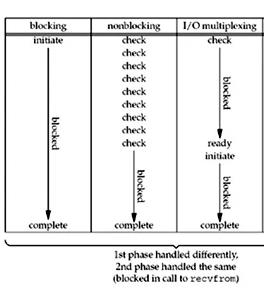 blocking nonblocking I/O multiplexing
initiate check check
check
check
check blocked
check
blocked check
check
check ready
check initiate
blocked blocked
complete complete complete
1st phase handled differently,
2nd phase handled the same
(blocked in call to recvfrom)